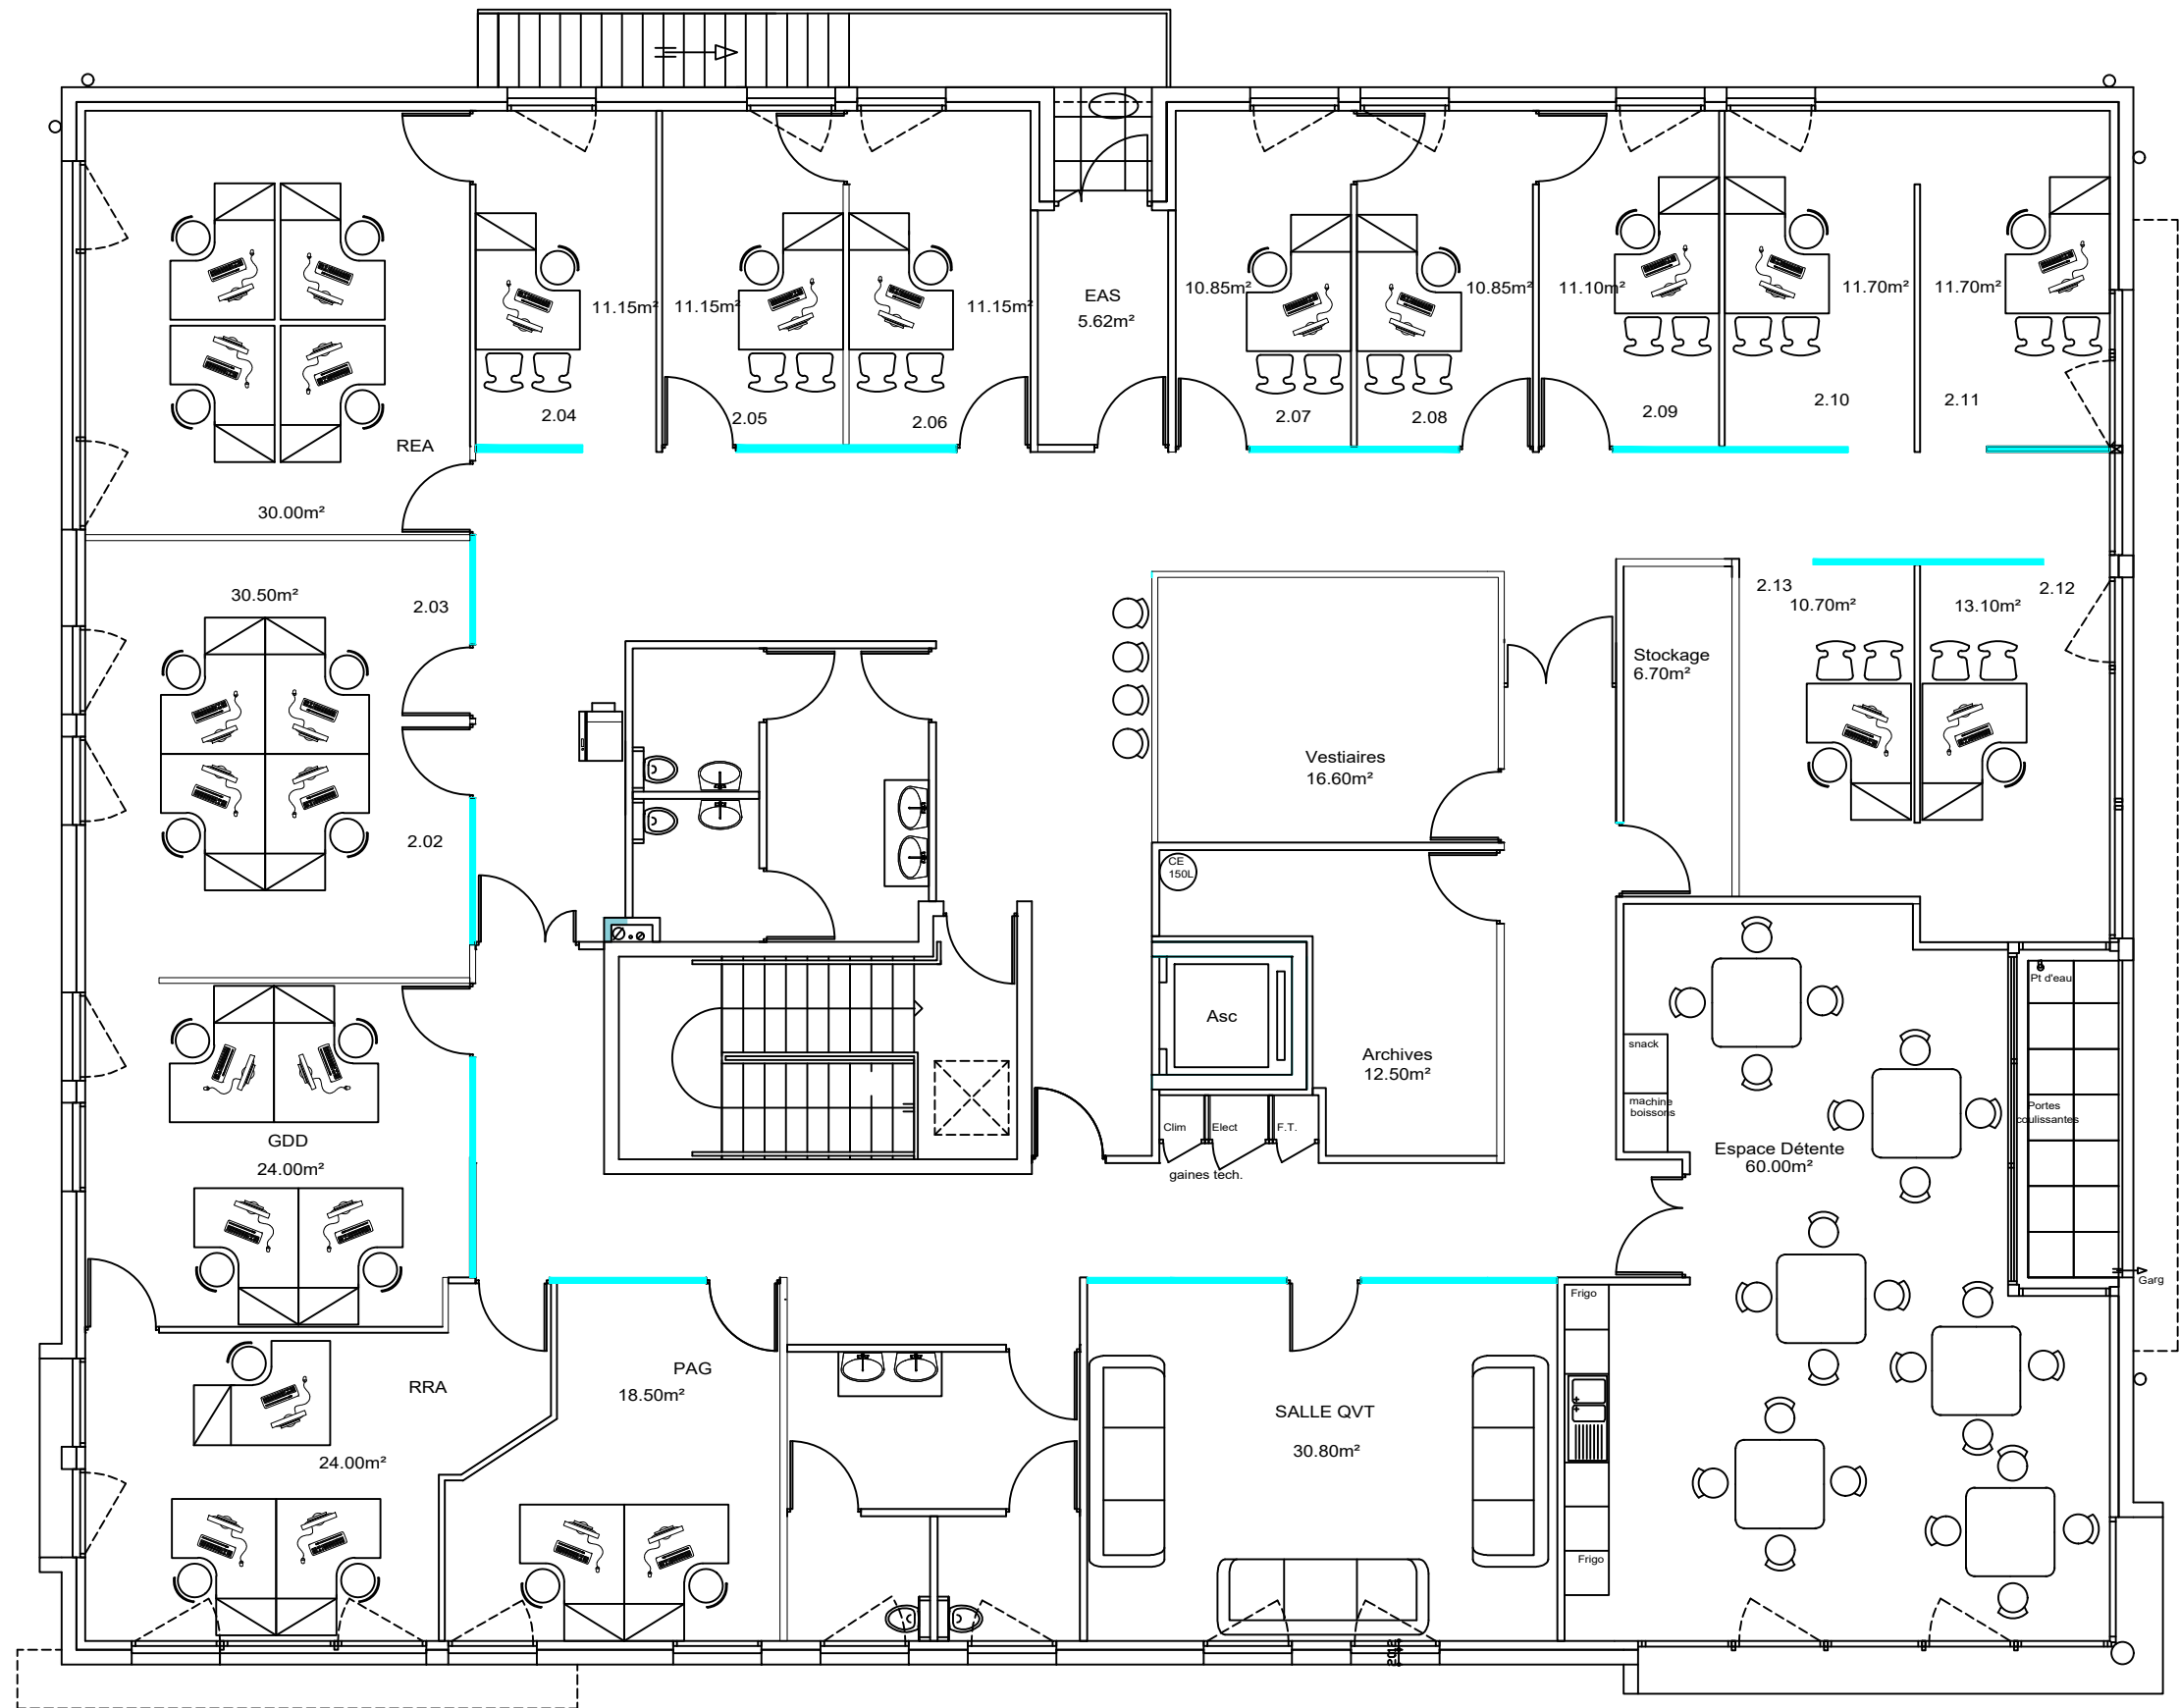 11.15m²
11.15m²
11.15m²
EAS
5.62m²
10.85m²
10.85m²
11.10m²
11.70m²
11.70m²
2.04
2.05
2.06
2.07
2.08
2.09
2.10
2.11
REA
30.00m²
30.50m²
2.03
2.13
10.70m²
2.12
13.10m²
Stockage
6.70m²
Vestiaires
16.60m²
2.02
CE
150L
Pt d'eau
Asc
snack
Archives
12.50m²
machine
boissons
Portes
coulissantes
Clim
Elect
F.T.
gaines tech.
GDD
24.00m²
Espace Détente
60.00m²
Garg
Frigo
PAG
18.50m²
RRA
24.00m²
SALLE QVT
30.80m²
Frigo